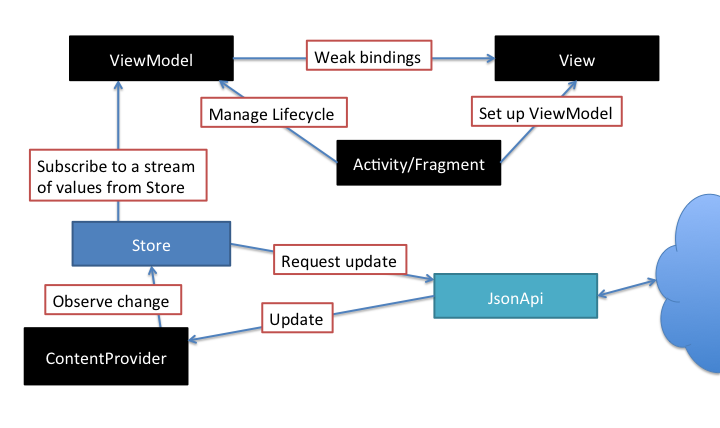 ViewModel
Weak bindings
View
Manage Lifecycle
Set up ViewModel
Activity/Fragment
Subscribe to a stream
of values from Store
Store
Request update
Observe change
JsonApi
Update
ContentProvider